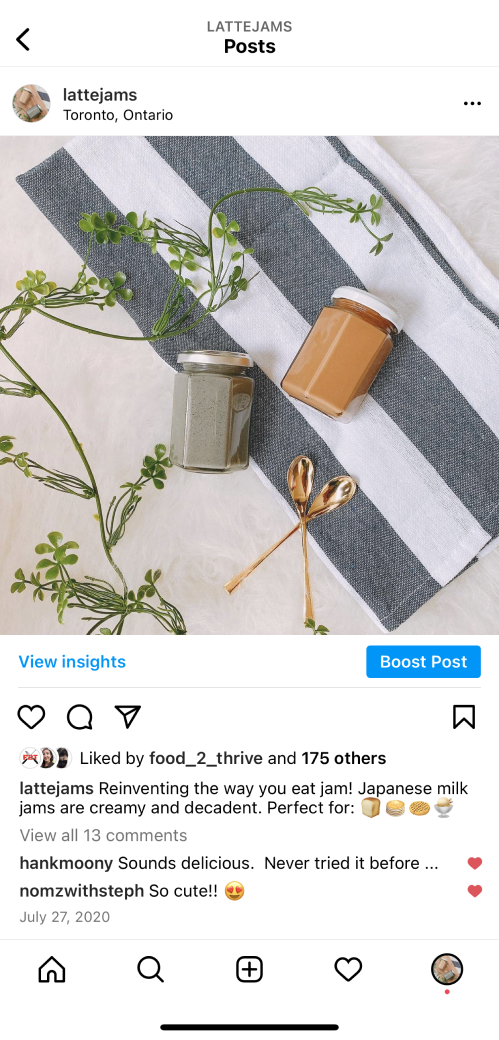 LATTEJAMS
Posts
lattejams
Toronto, Ontario
View insights
Boost Post
Liked by food_2_thrive and 175 others
lattejams Reinventing the way you eat jam! Japanese milk
jams are creamy and decadent. Perfect for: 🍞🥞🧇🍨
View all 13 comments
hankmoony Sounds delicious.  Never tried it before ...
nomzwithsteph So cute!! 😍
July 27, 2020